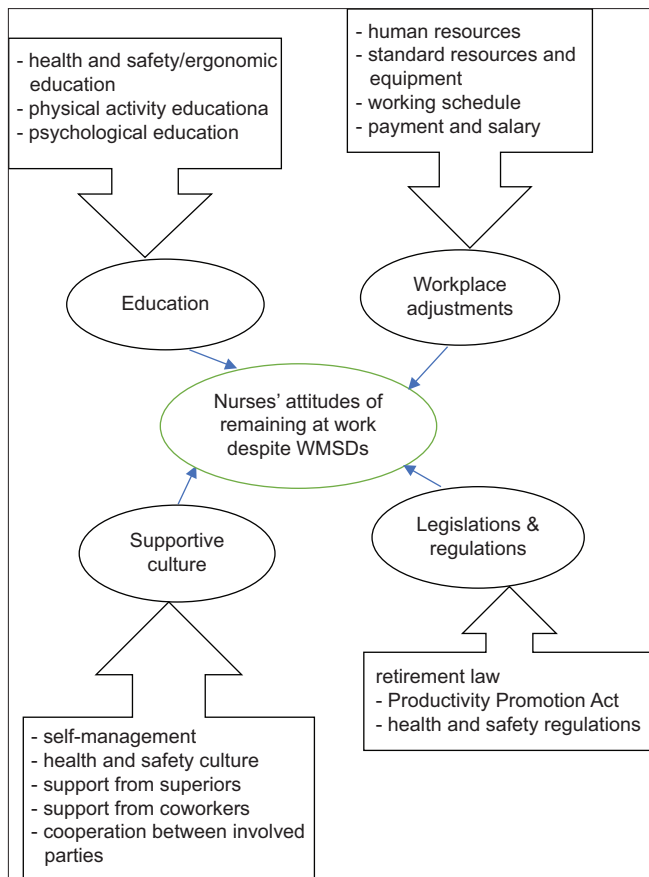 - health and safety/ergonomic
education
- physical activity educationa
- psychological education
- human resources
- standard resources and
equipment
- working schedule
- payment and salary
Education
Workplace
adjustments
Nurses’ attitudes of
remaining at work
despite WMSDs
Supportive
culture
Legislations &
regulations
- self-management
- health and safety culture
- support from superiors
- support from coworkers
- cooperation between involved
parties
retirement law
- Productivity Promotion Act
- health and safety regulations